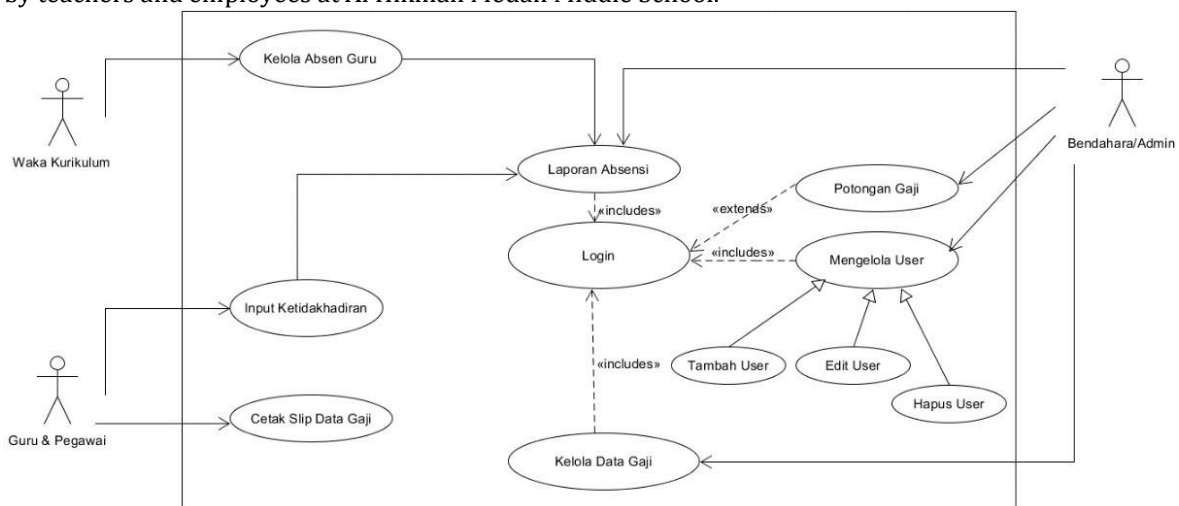 by teachers and employees at Al Hikmah Medan Middle School.
Kelola Absen Guru
Waka Kurikulum
Bendahara/Admin
Laporan Absensi
Potongan Gaji
«includes»
«extends»
Login
«includes»
Mengelola User
Input Ketidakhadiran
«includes»
Tambah User
Edit User
Hapus User
Guru & Pegawai
Cetak Slip Data Gaji
Kelola Data Gaji